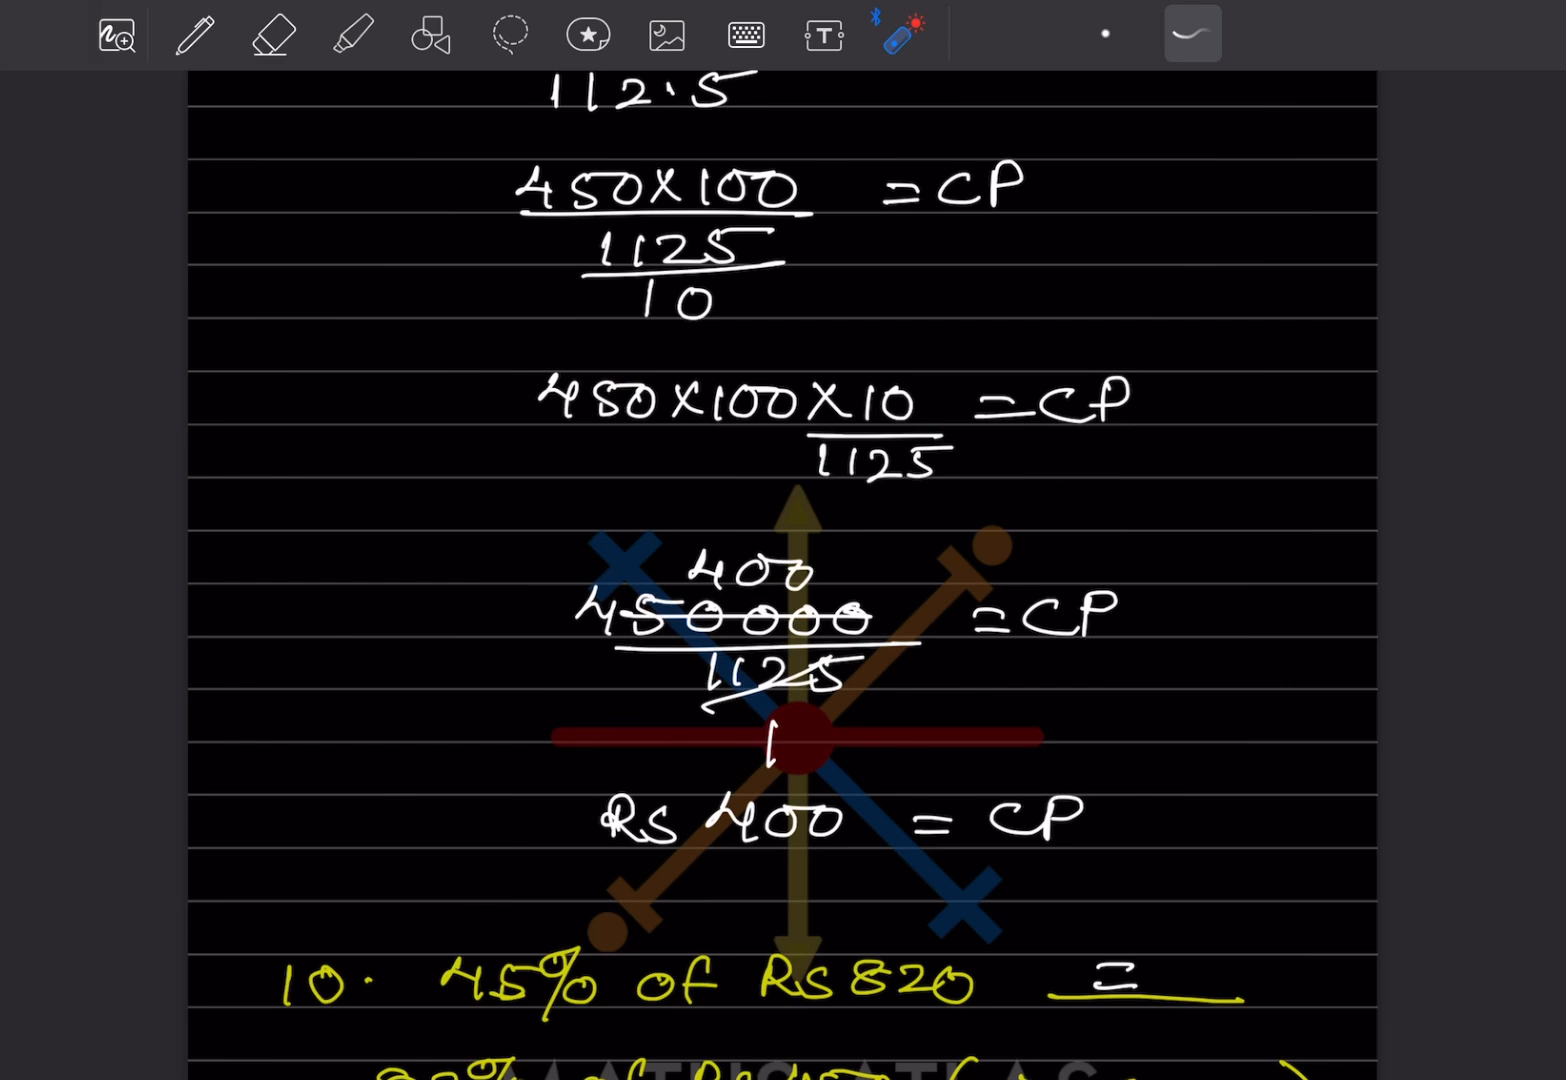 112.5
450×100 = CP
1125
10
450×100×10 = CP
1125
400
450000 = CP
1125
1
Rs 400 = CP
10. 45% of Rs 820 =